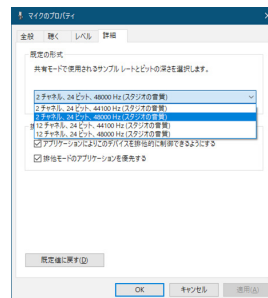 マイクのプロパティ
全般 聴く レベル 詳細
既定の形式
共有モードで使用されるサンプル レートとビットの深さを選択します。
2 チャネル、24 ビット、48000 Hz (スタジオの音質)
2 チャネル、24 ビット、44100 Hz (スタジオの音質)
2 チャネル、24 ビット、48000 Hz (スタジオの音質)
12 チャネル、24 ビット、44100 Hz (スタジオの音質)
12 チャネル、24 ビット、48000 Hz (スタジオの音質)
アプリケーションによりこのデバイスを排他的に制御できるようにする
排他モードのアプリケーションを優先する
既定値に戻す(D)
OK キャンセル 適用(A)